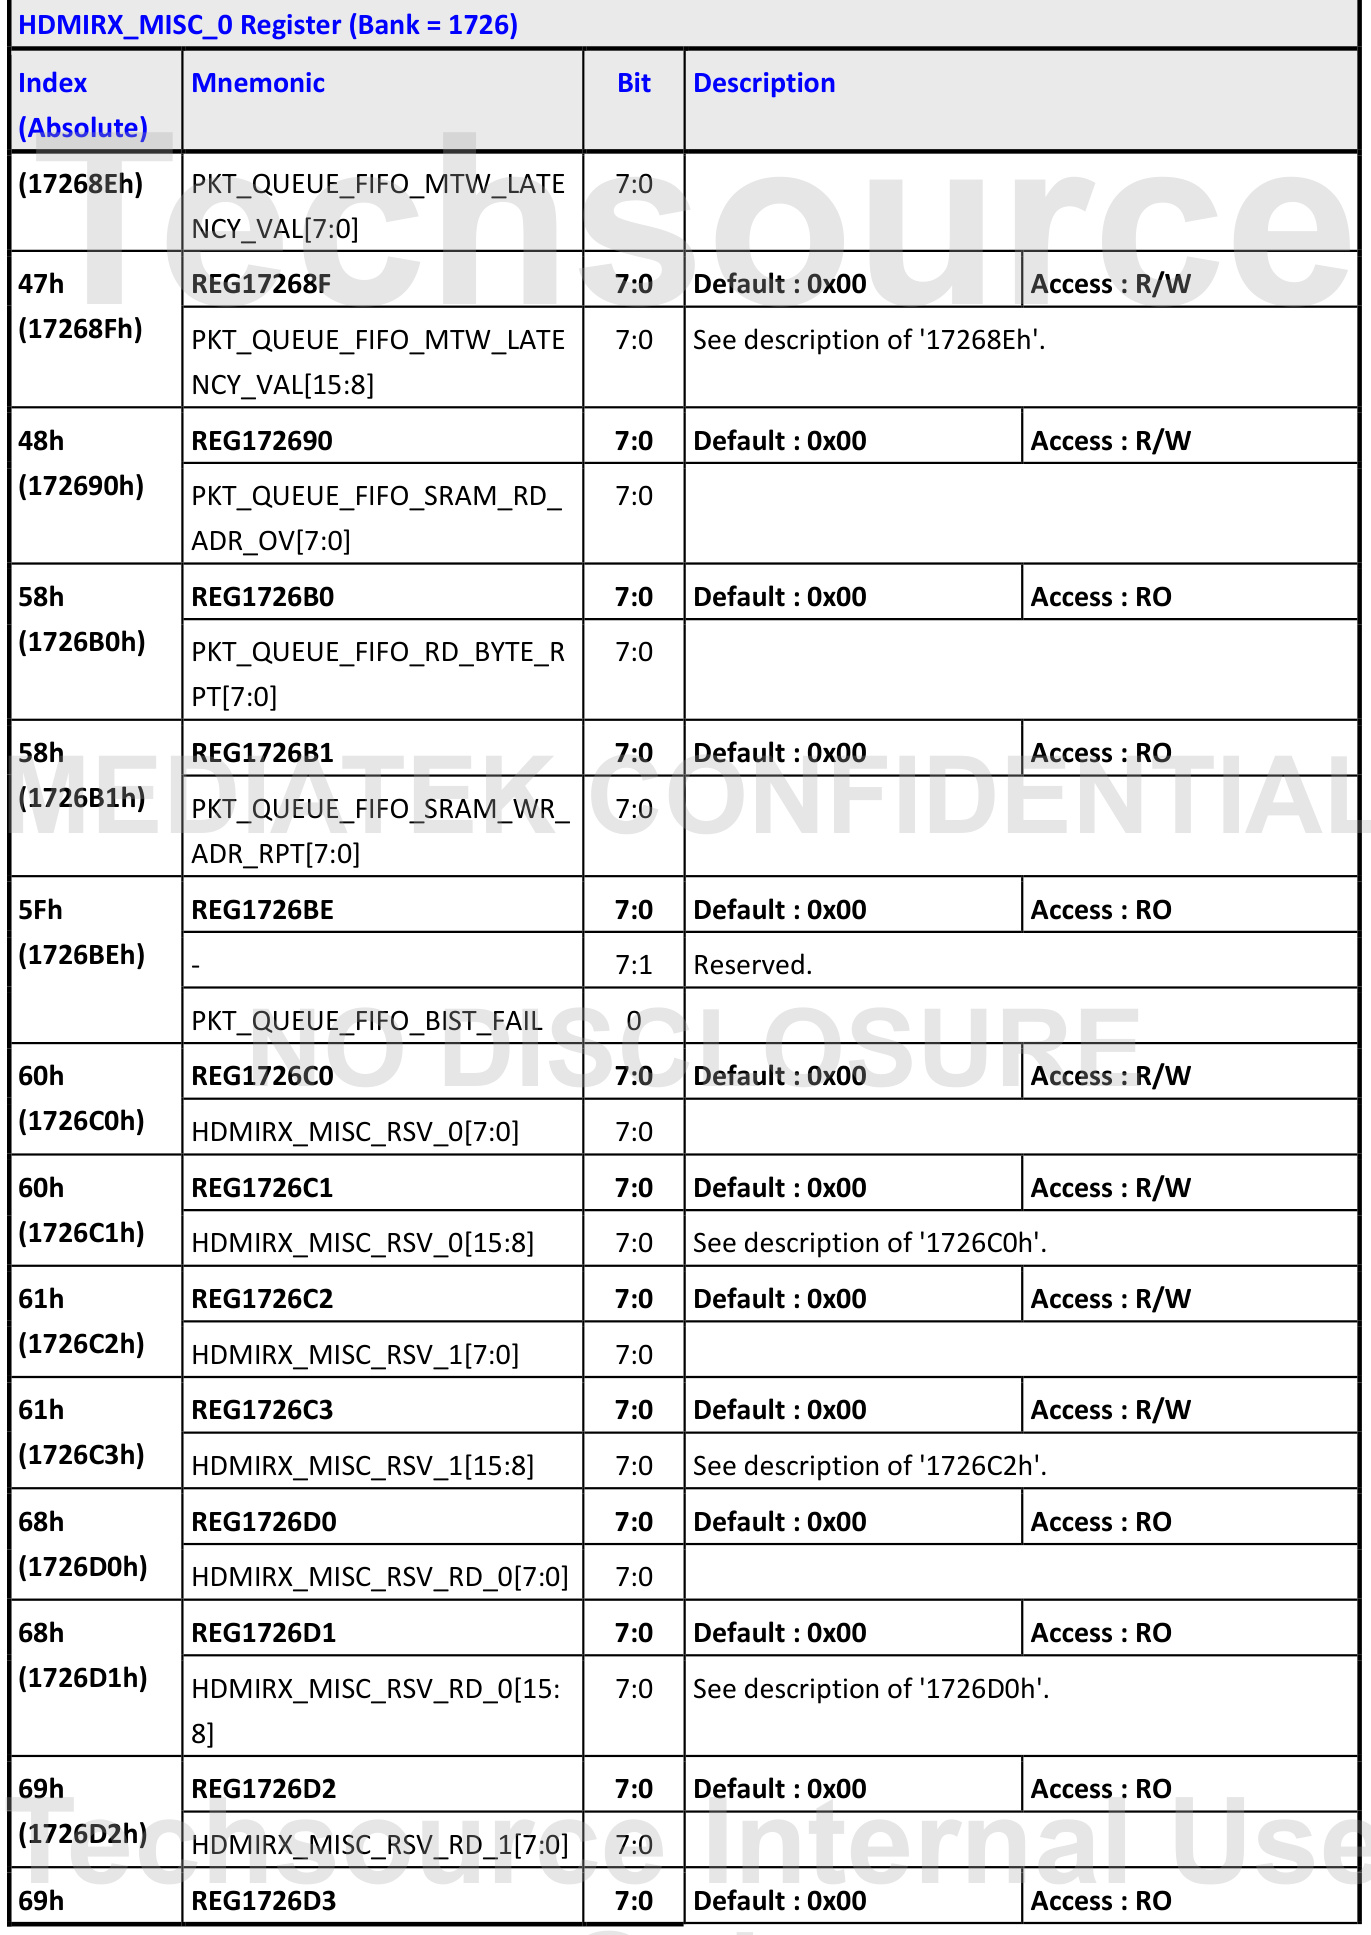 HDMIRX_MISC_0 Register (Bank = 1726)
Index Mnemonic Bit Description
(Absolute)
(17268Eh) PKT_QUEUE_FIFO_MTW_LATE 7:0
NCY_VAL[7:0]
47h REG17268F 7:0 Default : 0x00 Access : R/W
(17268Fh) PKT_QUEUE_FIFO_MTW_LATE 7:0 See description of '17268Eh'.
NCY_VAL[15:8]
48h REG172690 7:0 Default : 0x00 Access : R/W
(172690h) PKT_QUEUE_FIFO_SRAM_RD_ 7:0
ADR_OV[7:0]
58h REG1726B0 7:0 Default : 0x00 Access : RO
(1726B0h) PKT_QUEUE_FIFO_RD_BYTE_R 7:0
PT[7:0]
58h REG1726B1 7:0 Default : 0x00 Access : RO
(1726B1h) PKT_QUEUE_FIFO_SRAM_WR_ 7:0
ADR_RPT[7:0]
5Fh REG1726BE 7:0 Default : 0x00 Access : RO
(1726BEh) - 7:1 Reserved.
PKT_QUEUE_FIFO_BIST_FAIL 0
60h REG1726C0 7:0 Default : 0x00 Access : R/W
(1726C0h) HDMIRX_MISC_RSV_0[7:0] 7:0
60h REG1726C1 7:0 Default : 0x00 Access : R/W
(1726C1h) HDMIRX_MISC_RSV_0[15:8] 7:0 See description of '1726C0h'.
61h REG1726C2 7:0 Default : 0x00 Access : R/W
(1726C2h) HDMIRX_MISC_RSV_1[7:0] 7:0
61h REG1726C3 7:0 Default : 0x00 Access : R/W
(1726C3h) HDMIRX_MISC_RSV_1[15:8] 7:0 See description of '1726C2h'.
68h REG1726D0 7:0 Default : 0x00 Access : RO
(1726D0h) HDMIRX_MISC_RSV_RD_0[7:0] 7:0
68h REG1726D1 7:0 Default : 0x00 Access : RO
(1726D1h) HDMIRX_MISC_RSV_RD_0[15: 7:0 See description of '1726D0h'.
8]
69h REG1726D2 7:0 Default : 0x00 Access : RO
(1726D2h) HDMIRX_MISC_RSV_RD_1[7:0] 7:0
69h REG1726D3 7:0 Default : 0x00 Access : RO
Techsource
MEDIATEK CONFIDENTIAL
NO DISCLOSURE
Techsource Internal Use